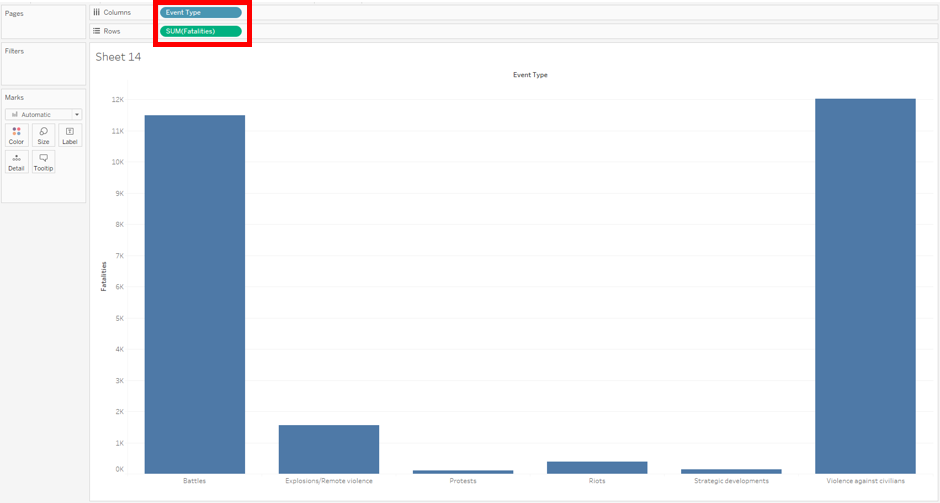 Pages
Columns
Event Type
Rows
SUM(Fatalities)
Filters
Marks
Automatic
Color
Size
Label
Detail
Tooltip
Sheet 14
Event Type
Fatalities
12K
11K
10K
9K
8K
7K
6K
5K
4K
3K
2K
1K
0K
Battles
Explosions/Remote violence
Protests
Riots
Strategic developments
Violence against civilians